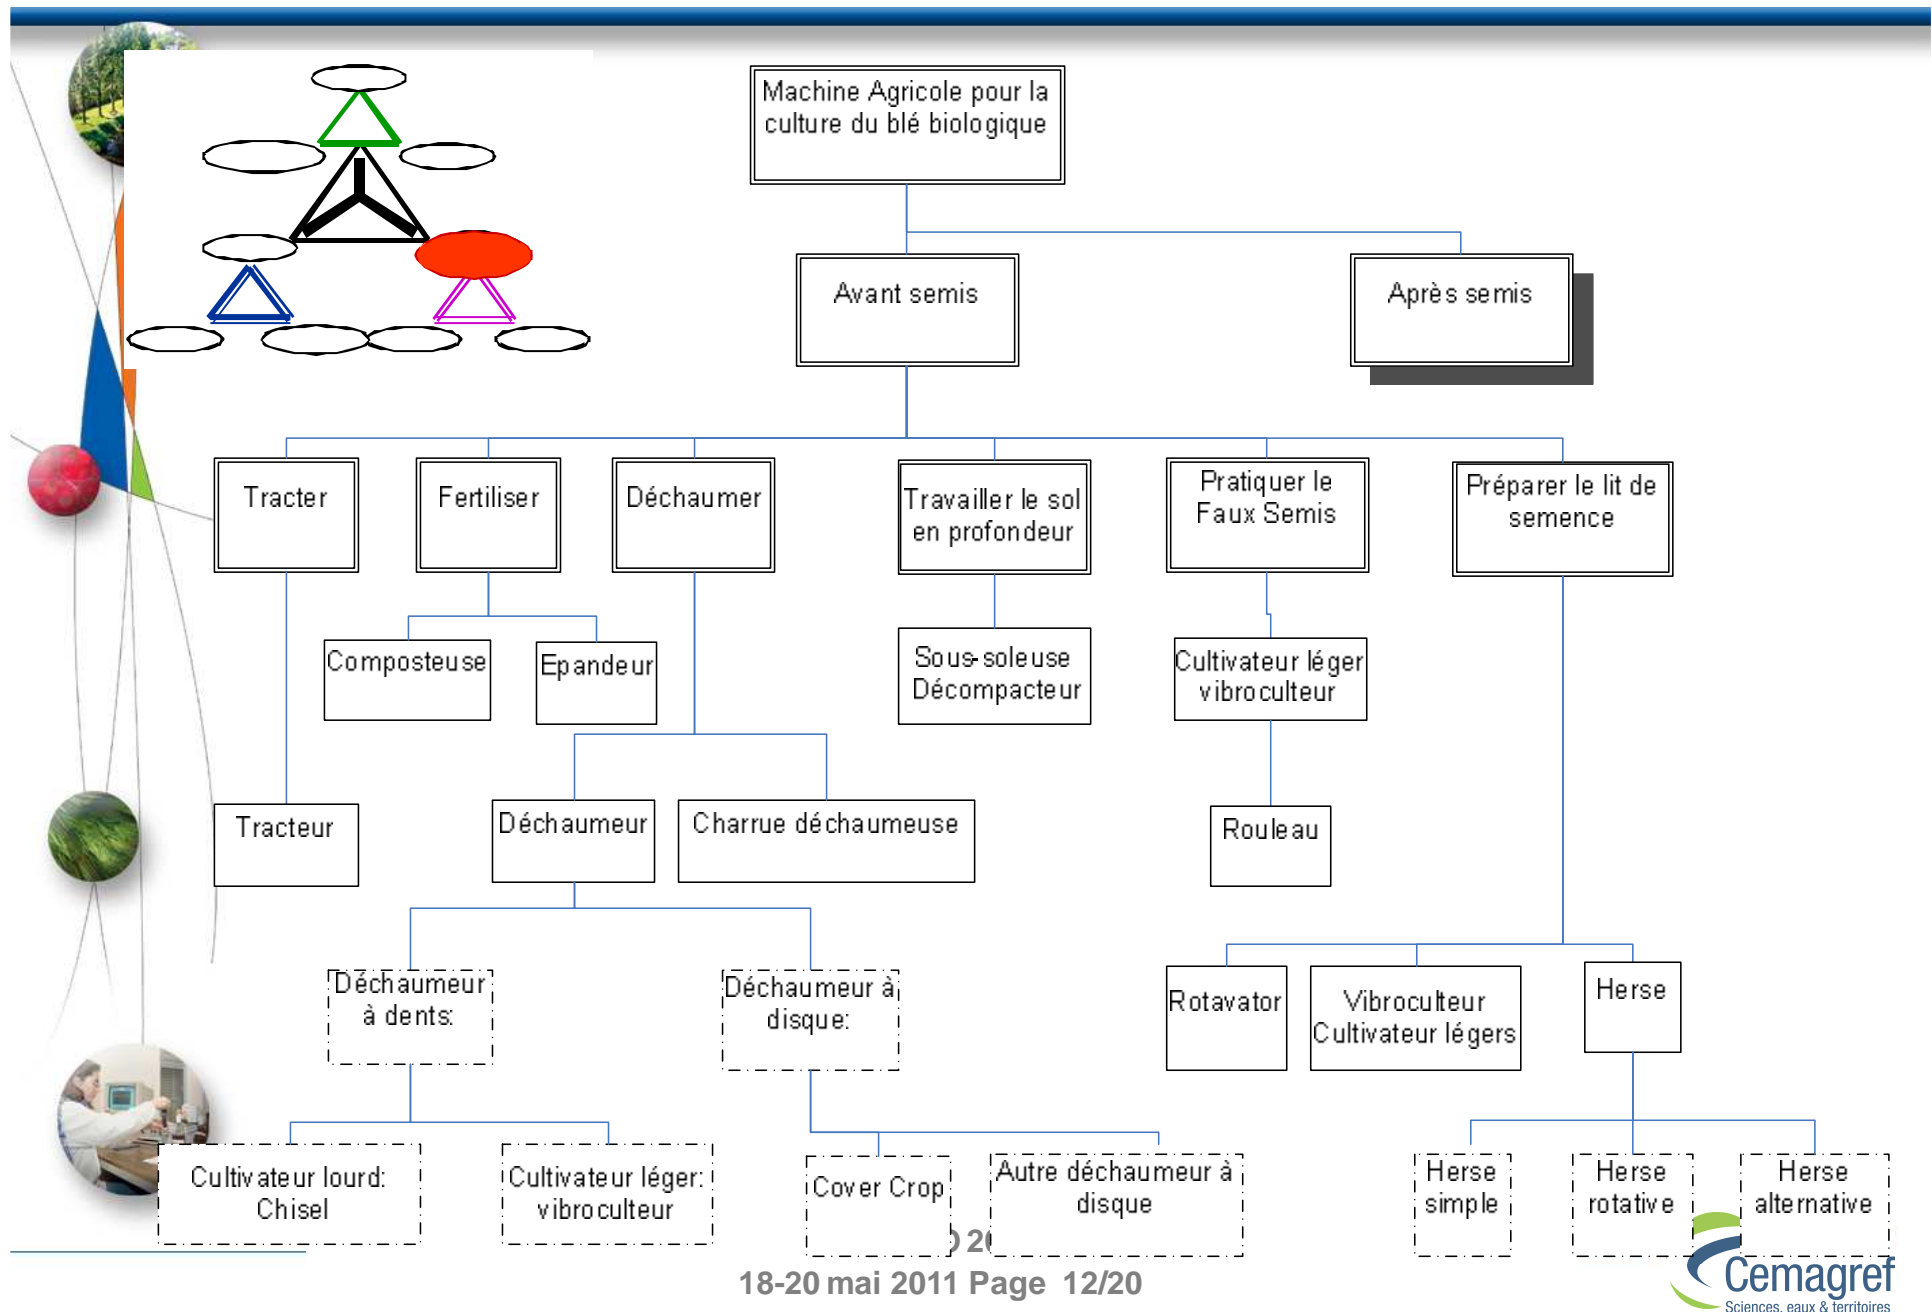 Machine Agricole pour la
culture du blé biologique
Avant semis
Après semis
Tracter
Fertiliser
Déchaumer
Travailler le sol
en profondeur
Pratiquer le
Faux Semis
Préparer le lit de
semence
Composteuse
Epandeur
Sous-soleuse
Décompacteur
Cultivateur léger
vibroculteur
Tracteur
Déchaumeur
Charrue déchaumeuse
Rouleau
Déchaumeur
à dents:
Déchaumeur à
disque:
Rotavator
Vibroculteur
Cultivateur légers
Herse
Cultivateur lourd:
Chisel
Cultivateur léger:
vibroculteur
Cover Crop
Autre déchaumeur à
disque
Herse
simple
Herse
rotative
Herse
alternative
18-20 mai 2011 Page 12/20
Cemagref
Sciences, eaux & territoires